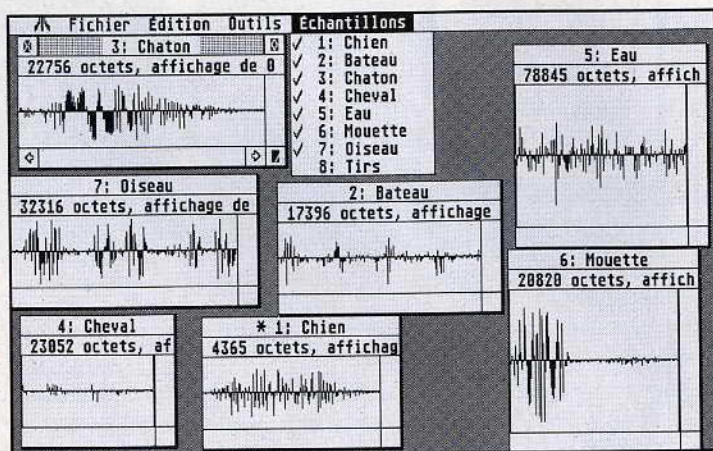 Fichier Édition Outils Échantillons
3: Chaton
22756 octets, affichage de 0
✓ 1: Chien
✓ 2: Bateau
✓ 3: Chaton
✓ 4: Cheval
✓ 5: Eau
✓ 6: Mouette
✓ 7: Oiseau
8: Tirs
5: Eau
78845 octets, affich
7: Oiseau
32316 octets, affichage de
2: Bateau
17396 octets, affichage
6: Mouette
20820 octets, affich
4: Cheval
23052 octets, af
* 1: Chien
4365 octets, affichag